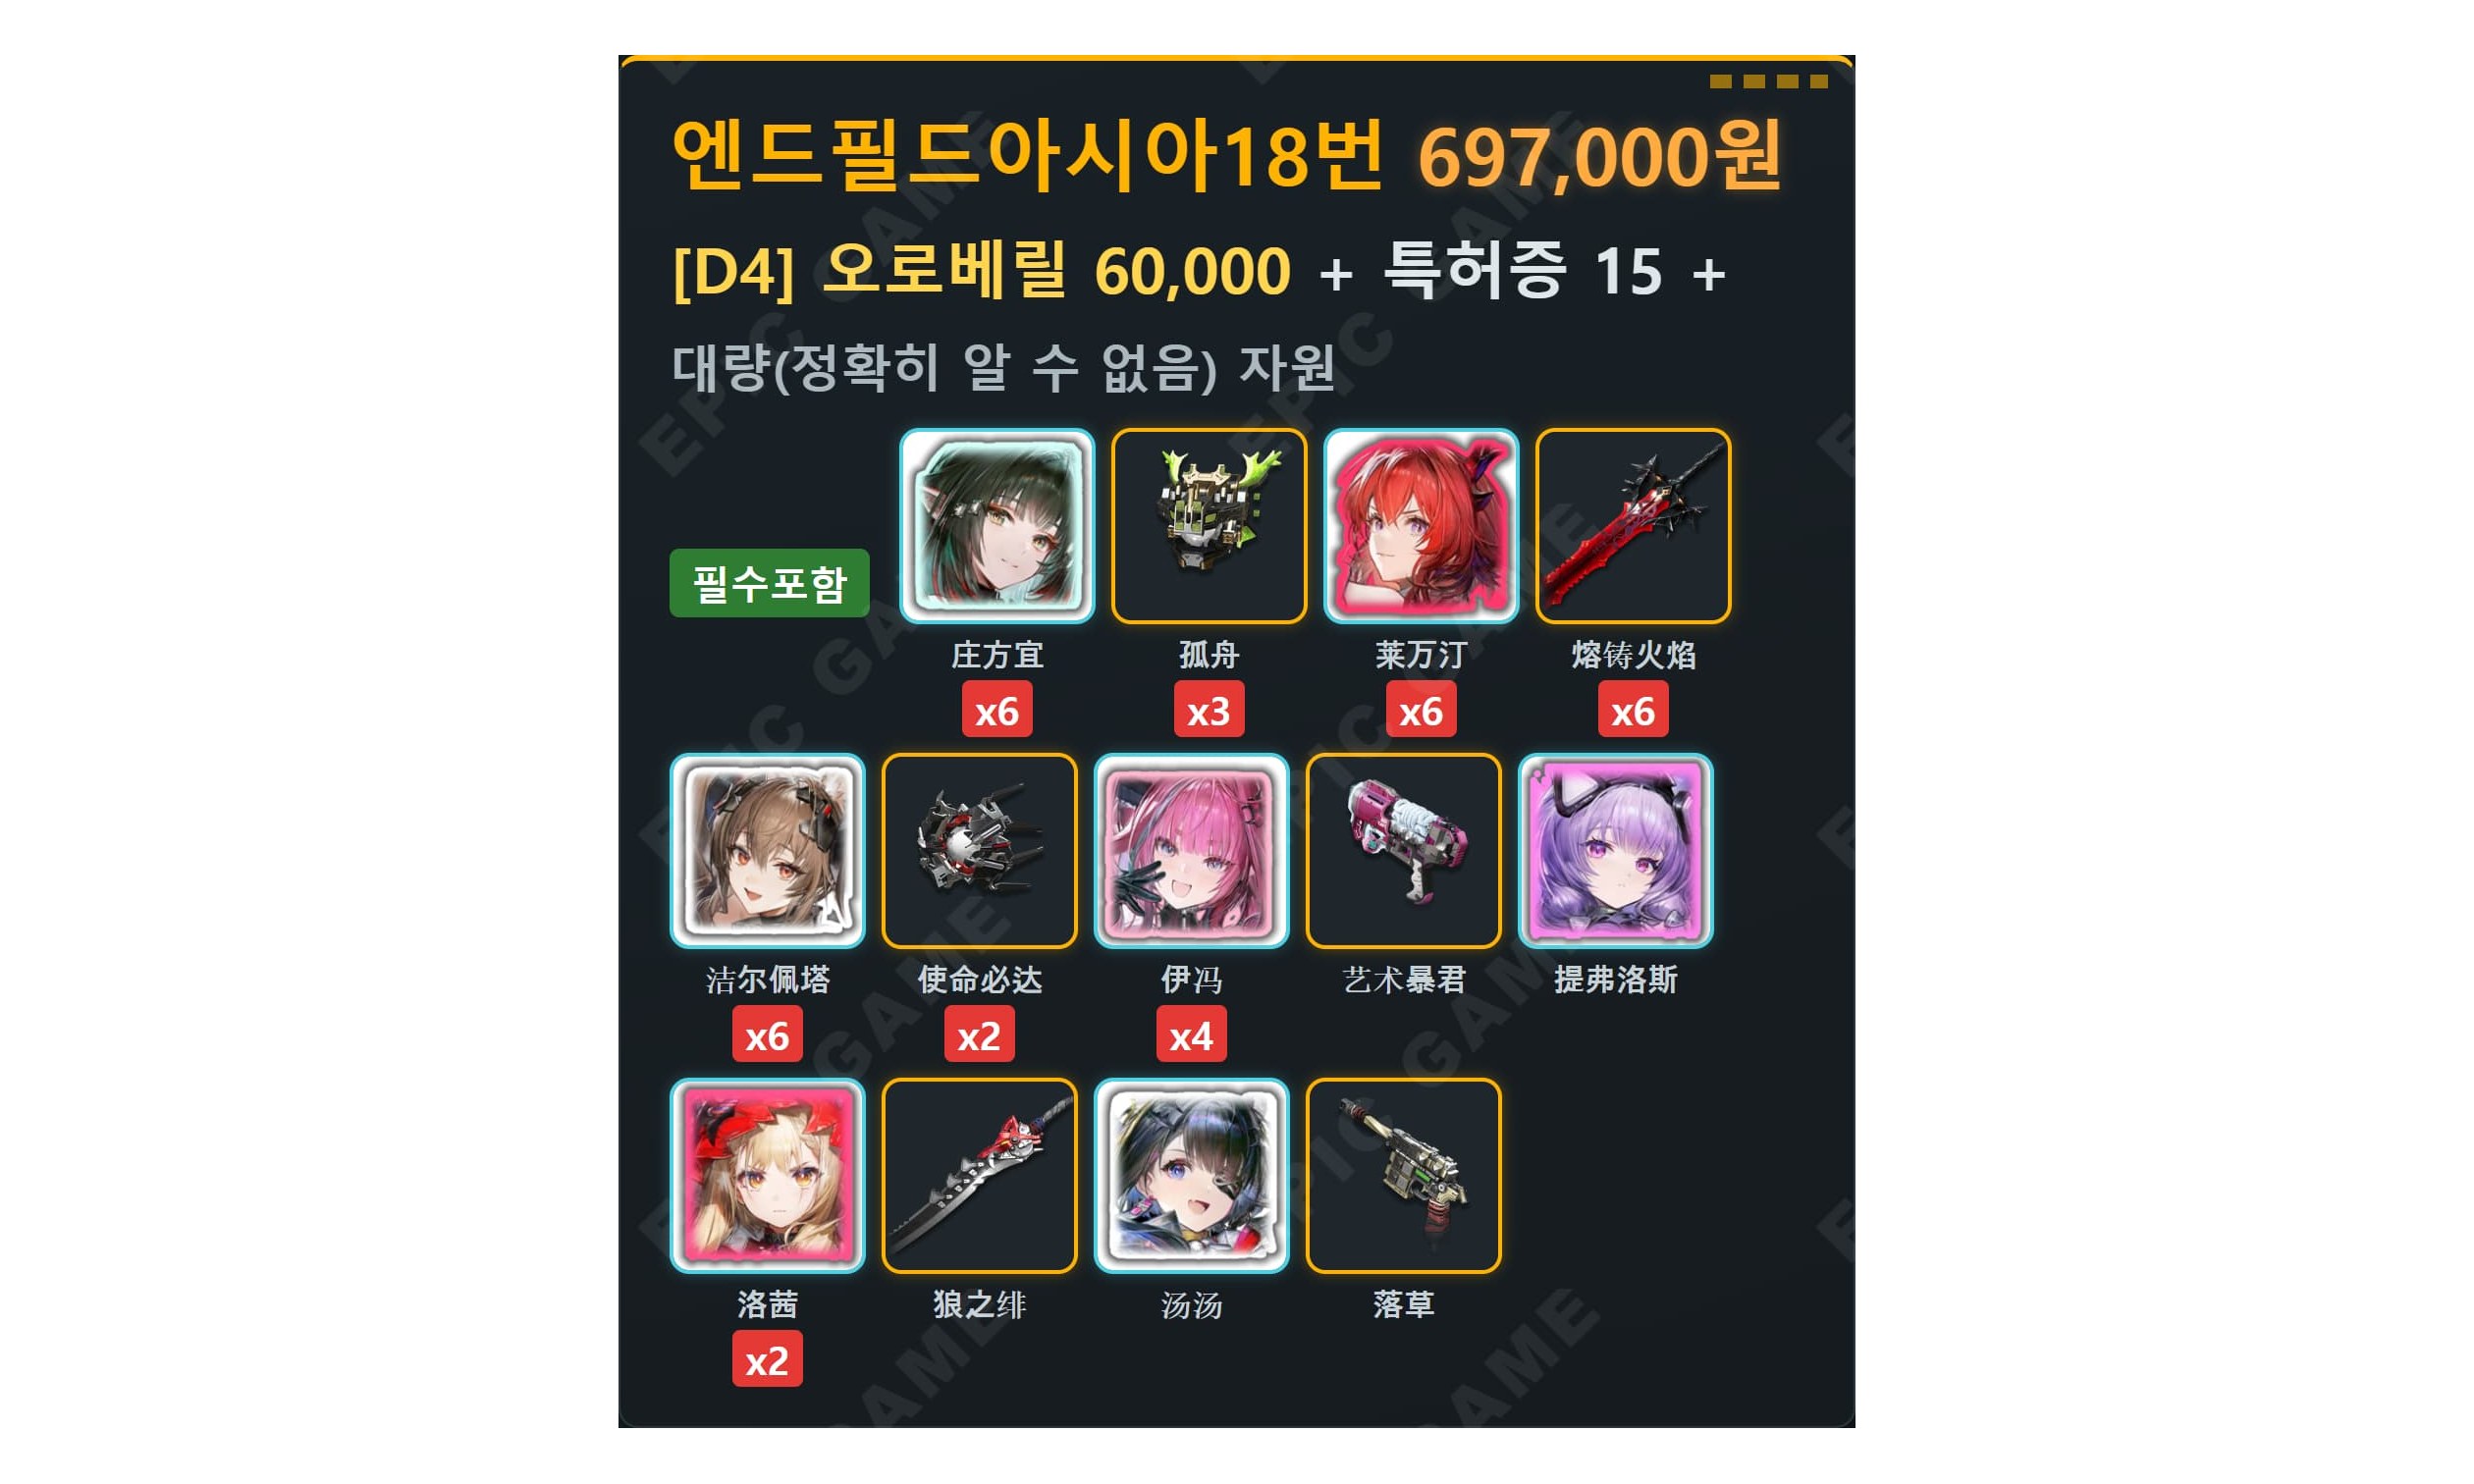 엔드필드아시아18번 697,000원
[D4] 오로베릴 60,000 + 특허증 15 +
대량(정확히 알 수 없음) 자원
필수포함
庄方宜 孤舟 莱万汀 熔铸火焰
x6 x3 x6 x6
洁尔佩塔 使命必达 伊冯 艺术暴君 提弗洛斯
x6 x2 x4
洛茜 狼之绯 汤汤 落草
x2
EPIC GAME